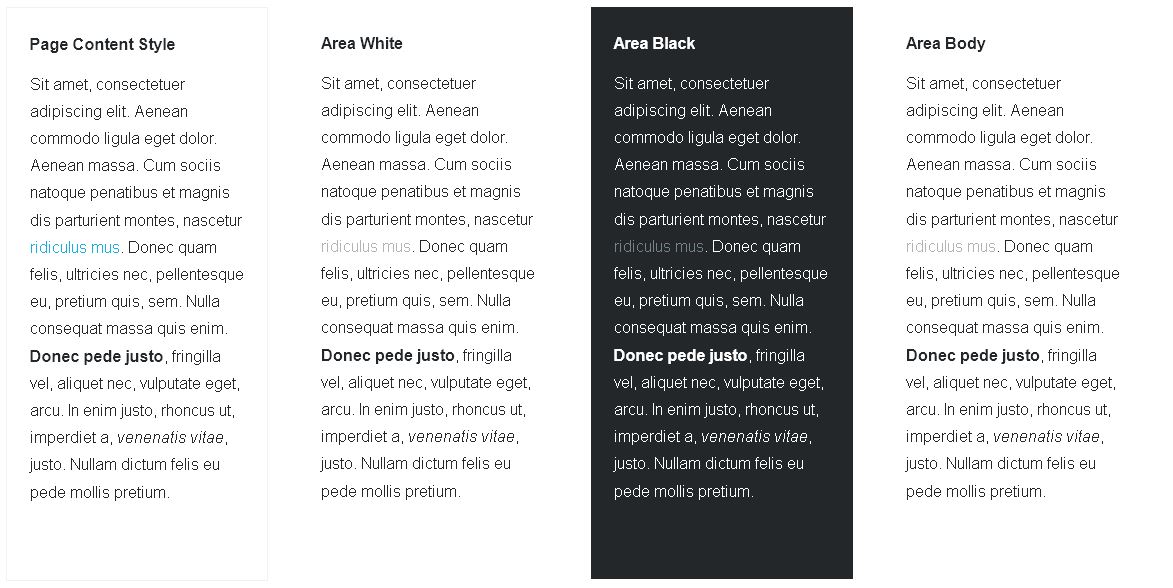 Page Content Style
Sit amet, consectetuer
adipiscing elit. Aenean
commodo ligula eget dolor.
Aenean massa. Cum sociis
natoque penatibus et magnis
dis parturient montes, nascetur
ridiculus mus. Donec quam
felis, ultricies nec, pellentesque
eu, pretium quis, sem. Nulla
consequat massa quis enim.
Donec pede justo, fringilla
vel, aliquet nec, vulputate eget,
arcu. In enim justo, rhoncus ut,
imperdiet a, venenatis vitae,
justo. Nullam dictum felis eu
pede mollis pretium.
Area White
Sit amet, consectetuer
adipiscing elit. Aenean
commodo ligula eget dolor.
Aenean massa. Cum sociis
natoque penatibus et magnis
dis parturient montes, nascetur
ridiculus mus. Donec quam
felis, ultricies nec, pellentesque
eu, pretium quis, sem. Nulla
consequat massa quis enim.
Donec pede justo, fringilla
vel, aliquet nec, vulputate eget,
arcu. In enim justo, rhoncus ut,
imperdiet a, venenatis vitae,
justo. Nullam dictum felis eu
pede mollis pretium.
Area Black
Sit amet, consectetuer
adipiscing elit. Aenean
commodo ligula eget dolor.
Aenean massa. Cum sociis
natoque penatibus et magnis
dis parturient montes, nascetur
ridiculus mus. Donec quam
felis, ultricies nec, pellentesque
eu, pretium quis, sem. Nulla
consequat massa quis enim.
Donec pede justo, fringilla
vel, aliquet nec, vulputate eget,
arcu. In enim justo, rhoncus ut,
imperdiet a, venenatis vitae,
justo. Nullam dictum felis eu
pede mollis pretium.
Area Body
Sit amet, consectetuer
adipiscing elit. Aenean
commodo ligula eget dolor.
Aenean massa. Cum sociis
natoque penatibus et magnis
dis parturient montes, nascetur
ridiculus mus. Donec quam
felis, ultricies nec, pellentesque
eu, pretium quis, sem. Nulla
consequat massa quis enim.
Donec pede justo, fringilla
vel, aliquet nec, vulputate eget,
arcu. In enim justo, rhoncus ut,
imperdiet a, venenatis vitae,
justo. Nullam dictum felis eu
pede mollis pretium.